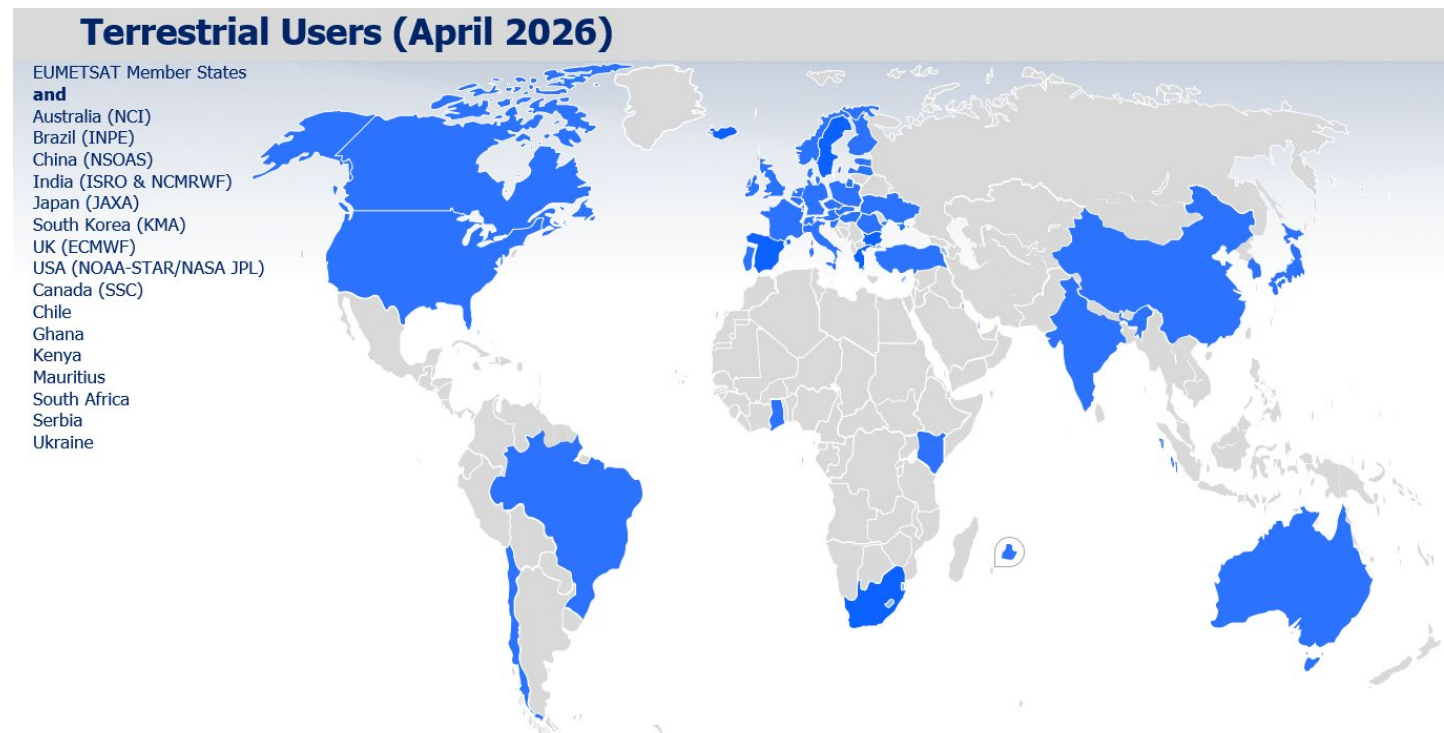 Terrestrial Users (April 2026)
EUMETSAT Member States
and
Australia (NCI)
Brazil (INPE)
China (NSOAS)
India (ISRO & NCMRWF)
Japan (JAXA)
South Korea (KMA)
UK (ECMWF)
USA (NOAA-STAR/NASA JPL)
Canada (SSC)
Chile
Ghana
Kenya
Mauritius
South Africa
Serbia
Ukraine